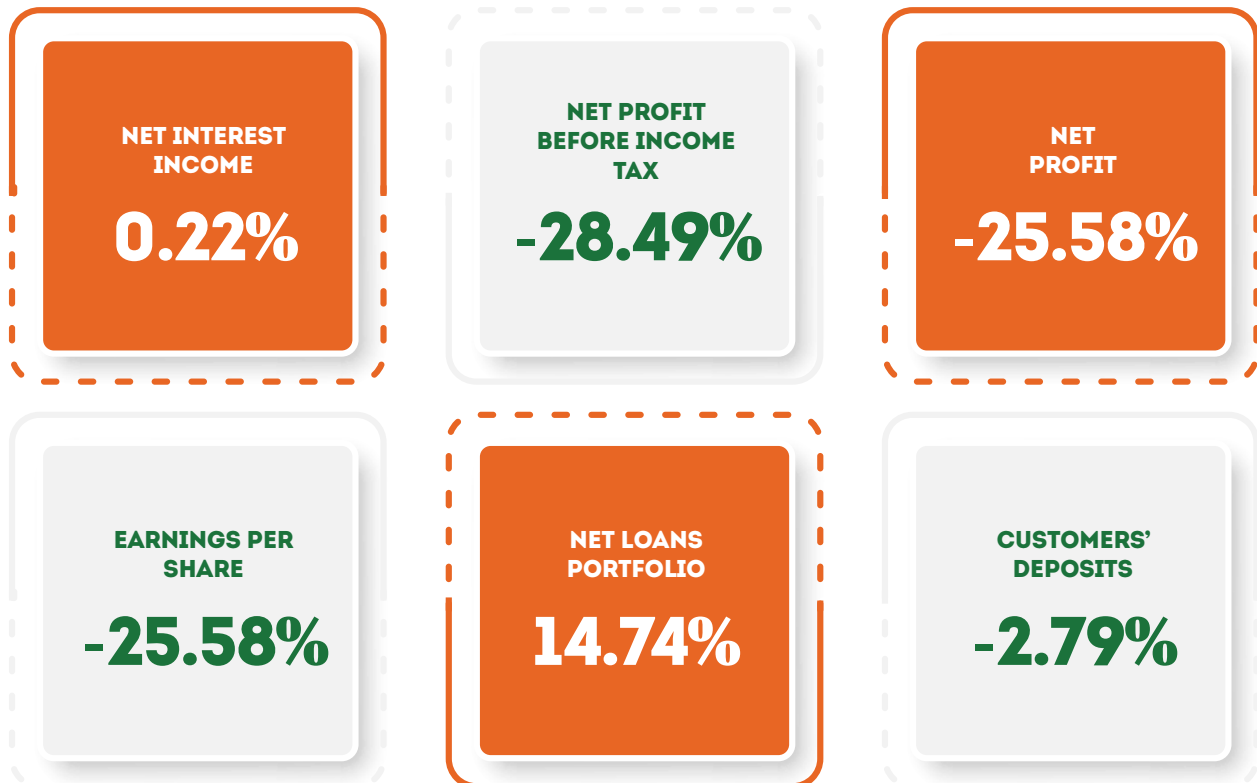 NET INTEREST
INCOME
0.22%
NET PROFIT
BEFORE INCOME
TAX
-28.49%
NET
PROFIT
-25.58%
EARNINGS PER
SHARE
-25.58%
NET LOANS
PORTFOLIO
14.74%
CUSTOMERS’
DEPOSITS
-2.79%